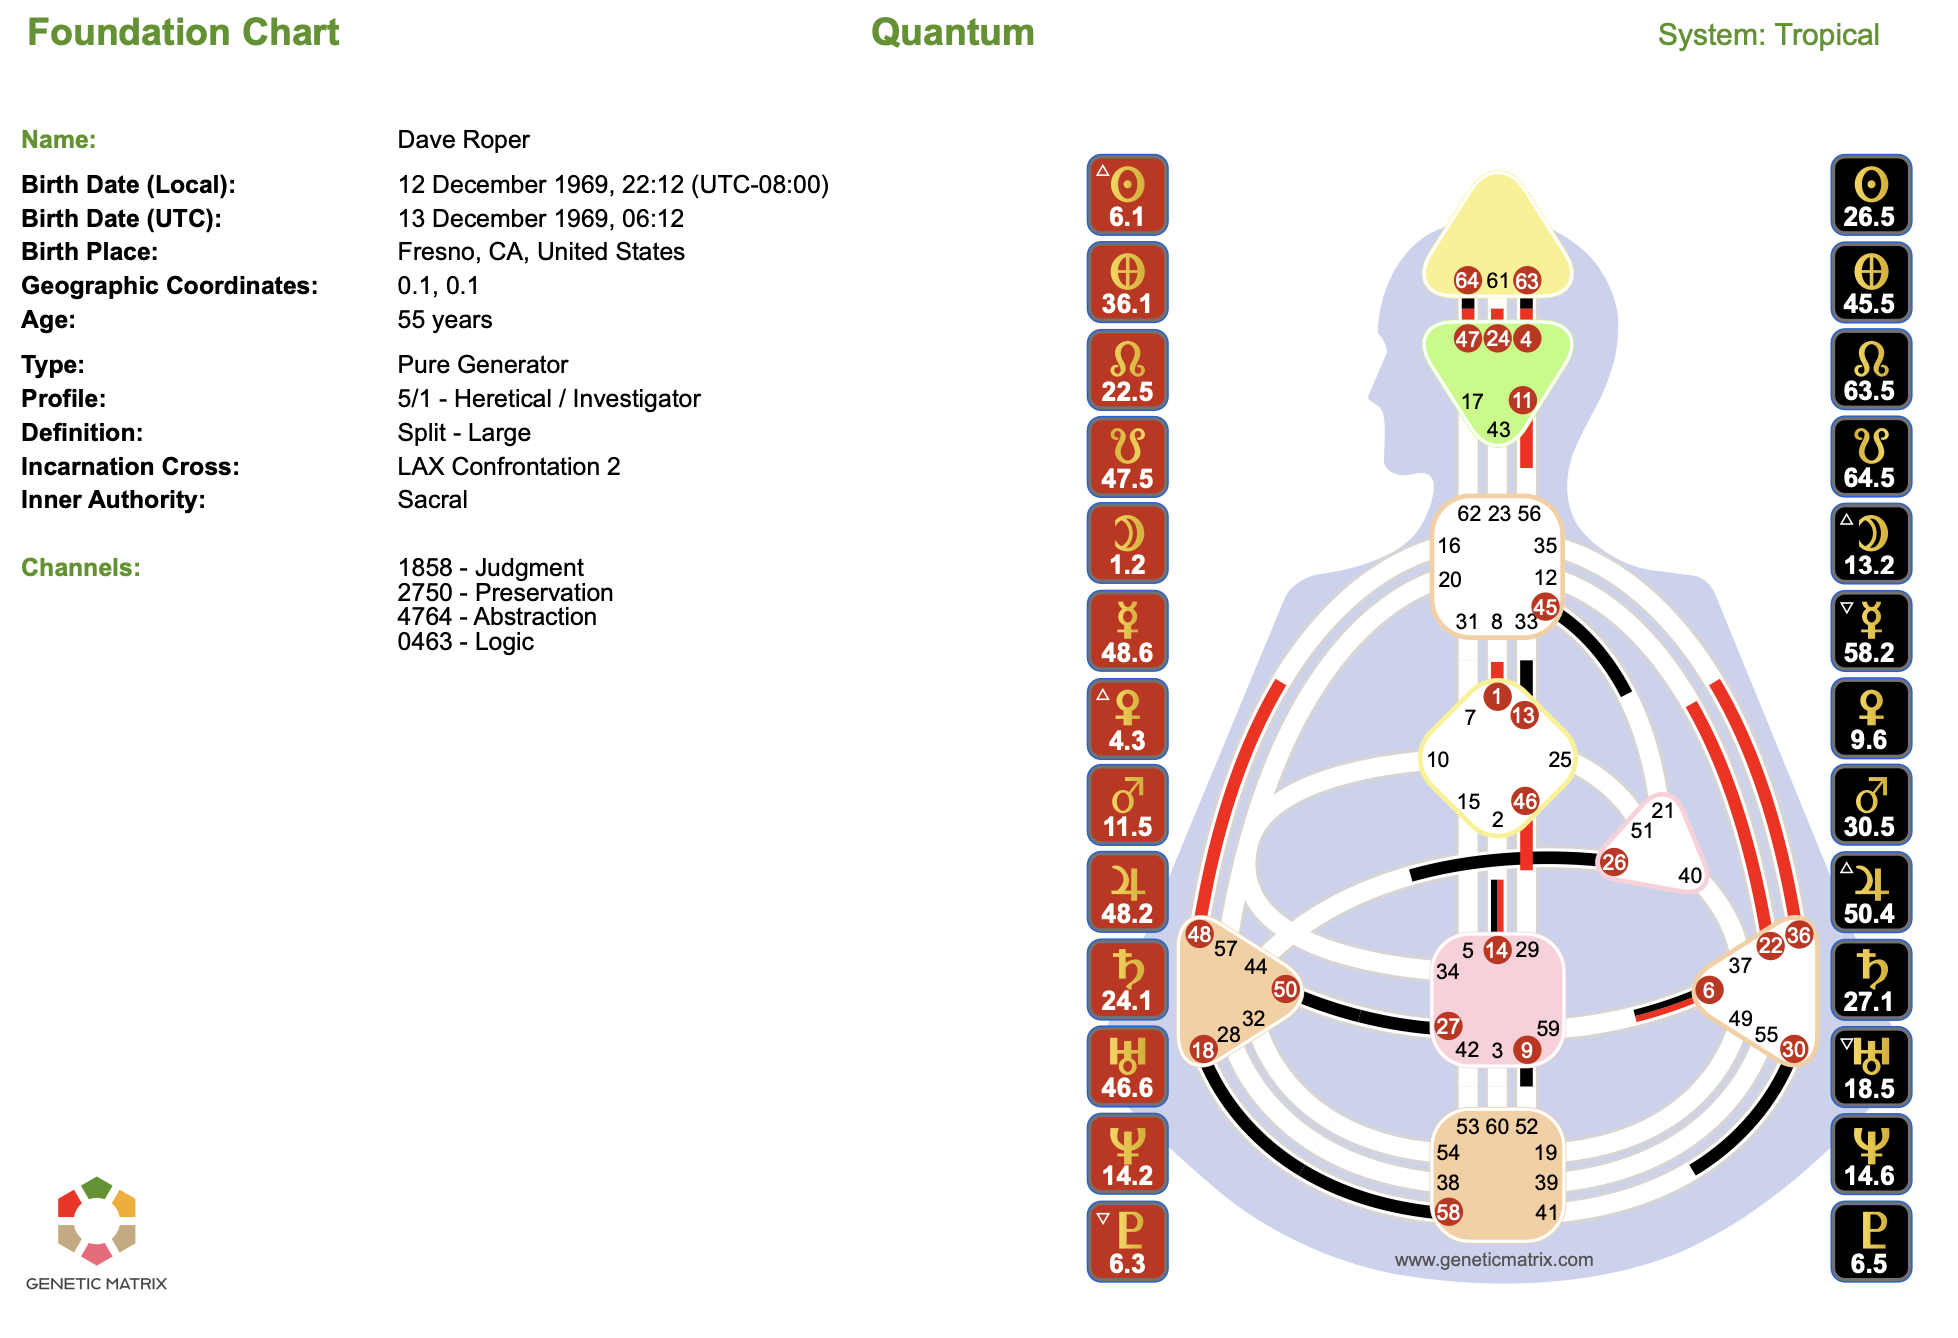 Foundation Chart
Quantum
System: Tropical
Name: Dave Roper
Birth Date (Local): 12 December 1969, 22:12 (UTC-08:00)
Birth Date (UTC): 13 December 1969, 06:12
Birth Place: Fresno, CA, United States
Geographic Coordinates: 0.1, 0.1
Age: 55 years
Type: Pure Generator
Profile: 5/1 - Heretical / Investigator
Definition: Split - Large
Incarnation Cross: LAX Confrontation 2
Inner Authority: Sacral
Channels: 1858 - Judgment
2750 - Preservation
4764 - Abstraction
0463 - Logic
GENETIC MATRIX
6.1
36.1
22.5
47.5
1.2
48.6
4.3
11.5
48.2
24.1
46.6
14.2
6.3
64 61 63
47 24 4
17 11
43
62 23 56
16 35
20 12
45
31 8 33
1
7 13
10 25
15 46
2
21
51
26
40
48
57
44
50
32
28
18
5 14 29
34
27
59
42 3 9
36
22
37
6
49
55
30
53 60 52
54 19
38 39
58 41
www.geneticmatrix.com
26.5
45.5
63.5
64.5
13.2
58.2
9.6
30.5
50.4
27.1
18.5
14.6
6.5